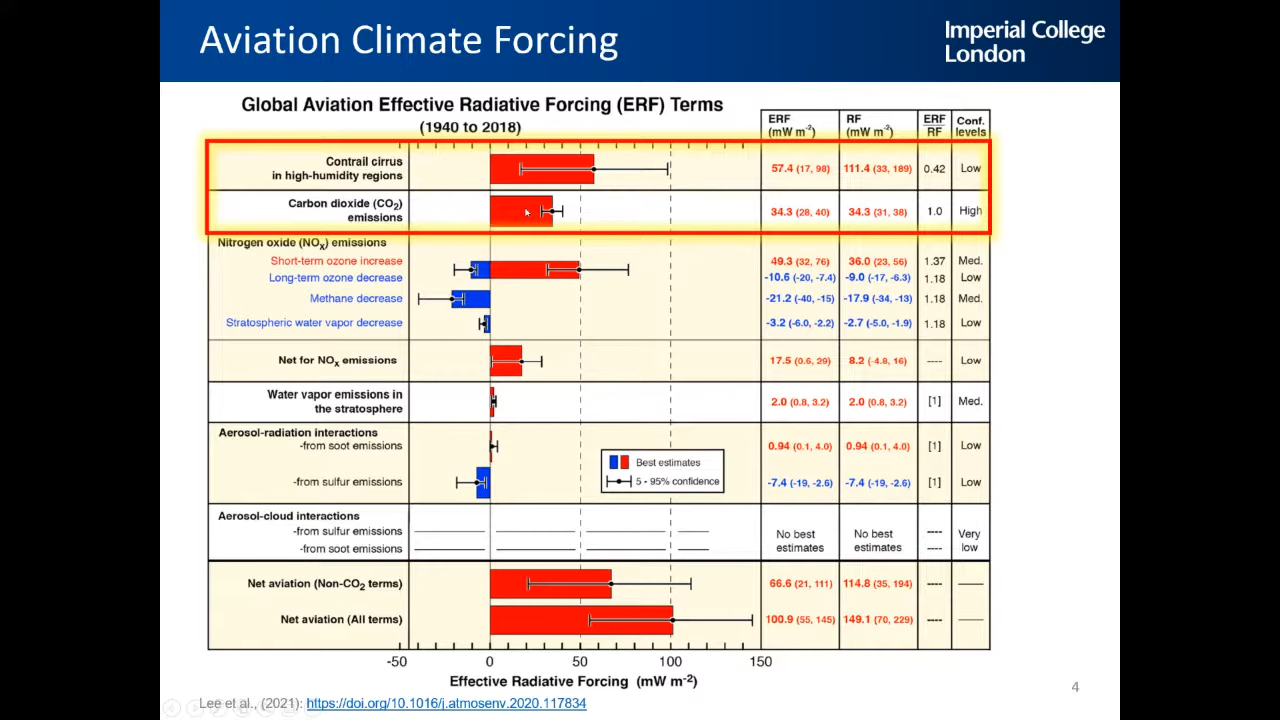 Aviation Climate Forcing
Imperial College
London
Global Aviation Effective Radiative Forcing (ERF) Terms
(1940 to 2018)
ERF (mW m-2) RF (mW m-2) ERF RF Conf. levels
Contrail cirrus
in high-humidity regions 57.4 (17, 98) 111.4 (33, 189) 0.42 Low
Carbon dioxide (CO2)
emissions 34.3 (28, 40) 34.3 (31, 38) 1.0 High
Nitrogen oxide (NOx) emissions
Short-term ozone increase 49.3 (32, 76) 36.0 (23, 56) 1.37 Med.
Long-term ozone decrease -10.6 (-20, -7.4) -9.0 (-17, -6.3) 1.18 Low
Methane decrease -21.2 (-40, -15) -17.9 (-34, -13) 1.18 Med.
Stratospheric water vapor decrease -3.2 (-6.0, -2.2) -2.7 (-5.0, -1.9) 1.18 Low
Net for NOx emissions 17.5 (0.6, 29) 8.2 (-4.8, 16) ---- Low
Water vapor emissions in
the stratosphere 2.0 (0.8, 3.2) 2.0 (0.8, 3.2) [1] Med.
Aerosol-radiation interactions
-from soot emissions 0.94 (0.1, 4.0) 0.94 (0.1, 4.0) [1] Low
Best estimates
5 - 95% confidence
-from sulfur emissions -7.4 (-19, -2.6) -7.4 (-19, -2.6) [1] Low
Aerosol-cloud interactions
-from sulfur emissions No best estimates No best estimates ---- Very low
-from soot emissions ----
Net aviation (Non-CO2 terms) 66.6 (21, 111) 114.8 (35, 194) ---- —
Net aviation (All terms) 100.9 (55, 145) 149.1 (70, 229) ---- —
-50 0 50 100 150
Effective Radiative Forcing (mW m-2)
4
Lee et al., (2021): https://doi.org/10.1016/j.atmosenv.2020.117834